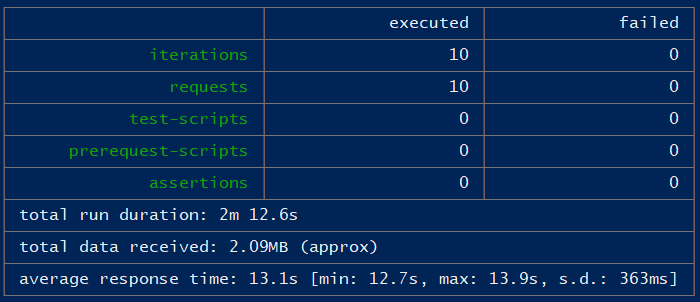 executed failed
iterations 10 0
requests 10 0
test-scripts 0 0
prerequest-scripts 0 0
assertions 0 0
total run duration: 2m 12.6s
total data received: 2.09MB (approx)
average response time: 13.1s [min: 12.7s, max: 13.9s, s.d.: 363ms]